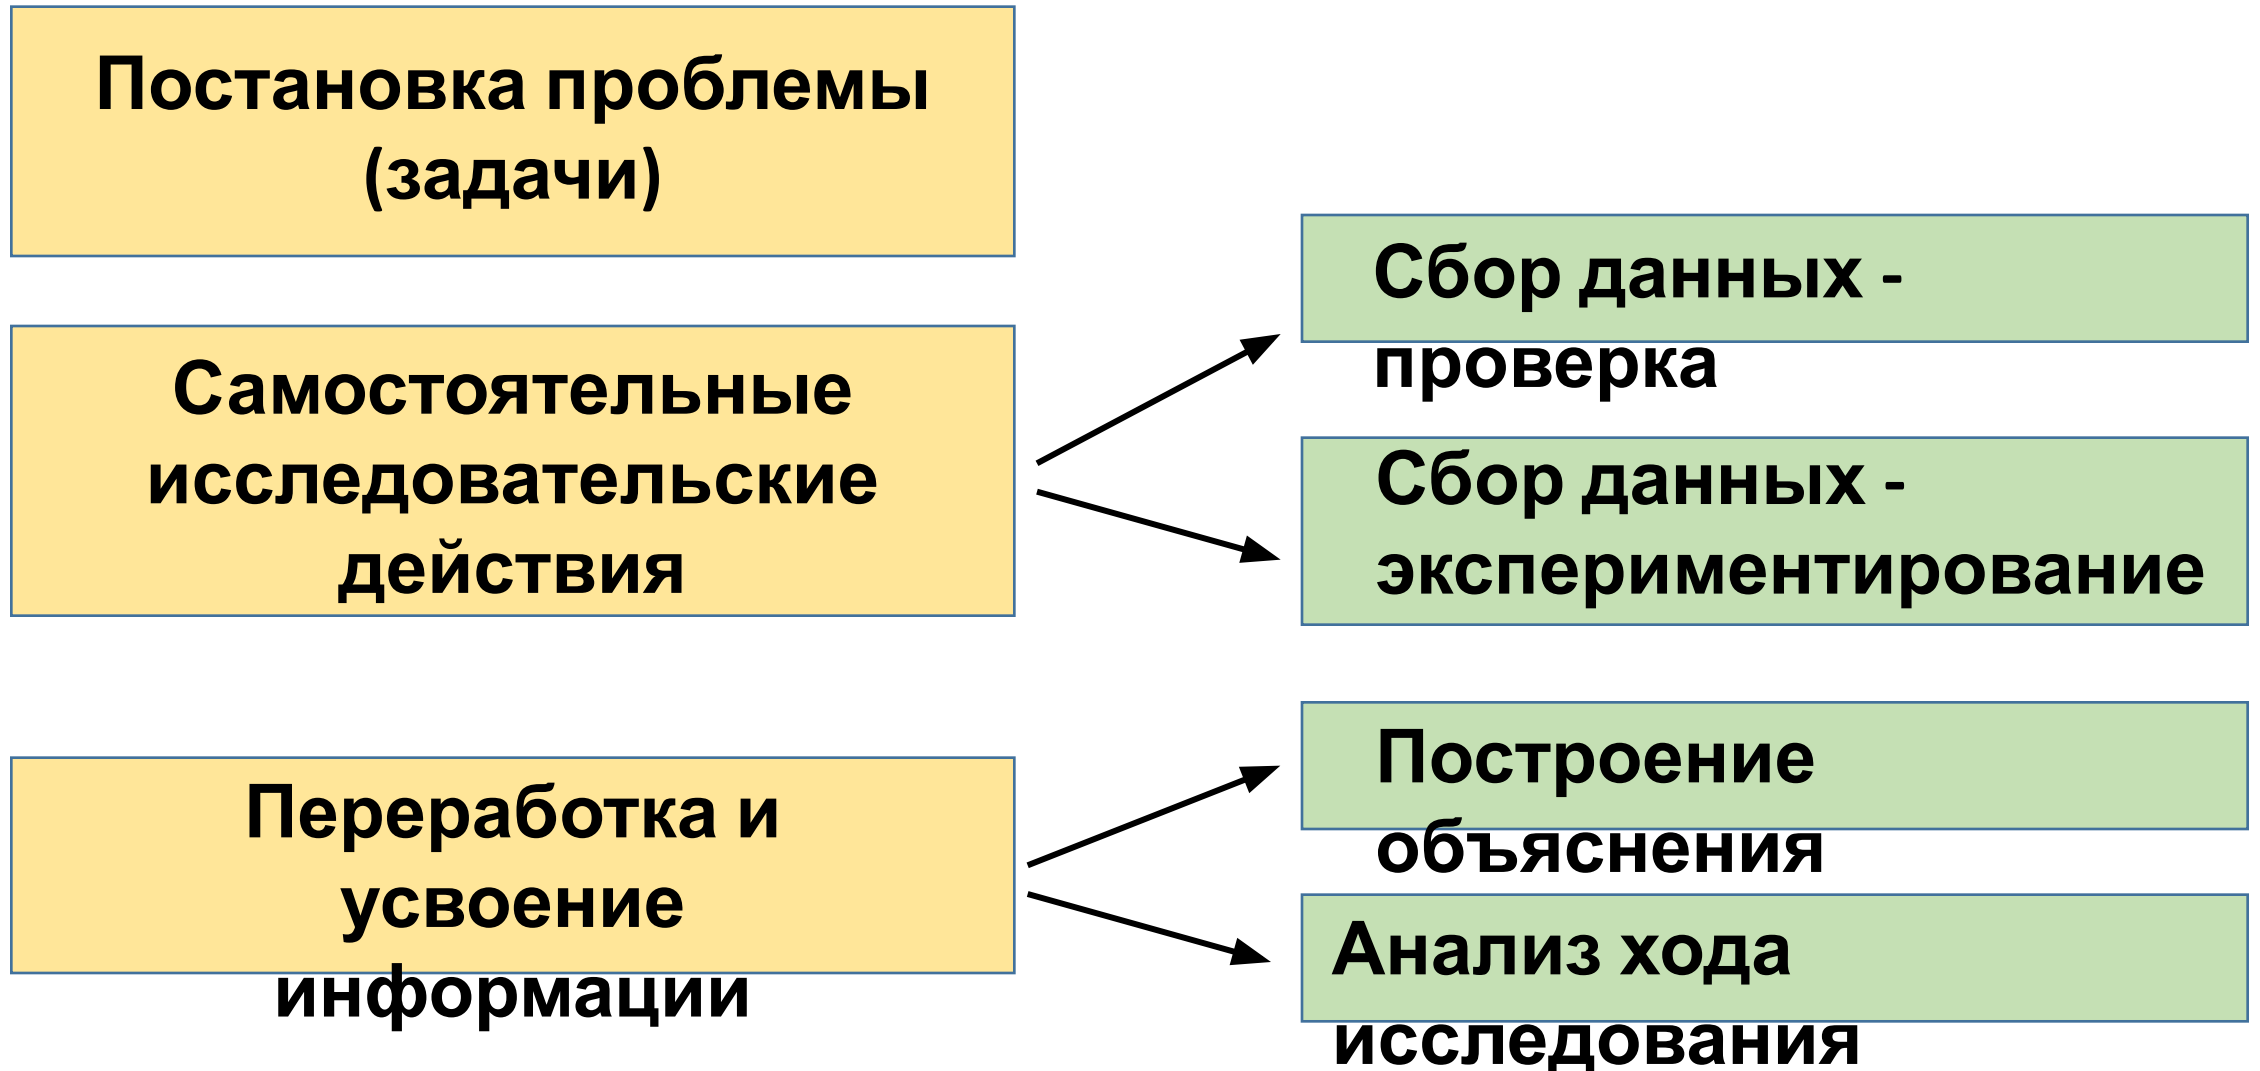 Постановка проблемы
(задачи)
Самостоятельные
исследовательские
действия
Сбор данных -
проверка
Сбор данных -
экспериментирование
Переработка и
усвоение
информации
Построение
объяснения
Анализ хода
исследования